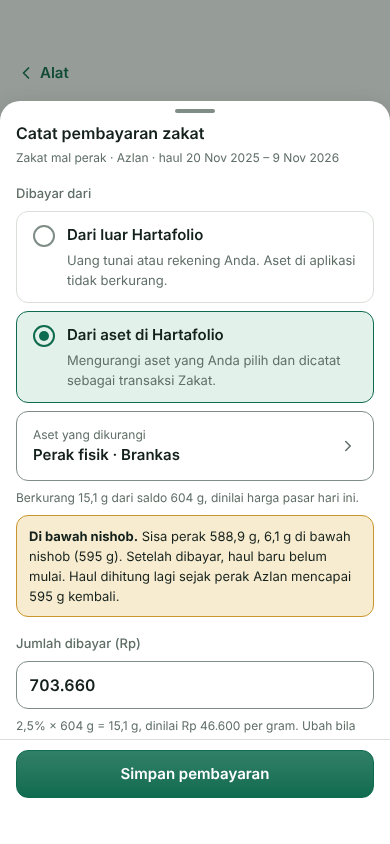 Alat
Catat pembayaran zakat
Zakat mal perak · Azlan · haul 20 Nov 2025 – 9 Nov 2026
Dibayar dari
Dari luar Hartafolio
Uang tunai atau rekening Anda. Aset di aplikasi
tidak berkurang.
Dari aset di Hartafolio
Mengurangi aset yang Anda pilih dan dicatat
sebagai transaksi Zakat.
Aset yang dikurangi
Perak fisik · Brankas
Berkurang 15,1 g dari saldo 604 g, dinilai harga pasar hari ini.
Di bawah nishob. Sisa perak 588,9 g, 6,1 g di bawah
nishob (595 g). Setelah dibayar, haul baru belum
mulai. Haul dihitung lagi sejak perak Azlan mencapai
595 g kembali.
Jumlah dibayar (Rp)
703.660
2,5% × 604 g = 15,1 g, dinilai Rp 46.600 per gram. Ubah bila
Simpan pembayaran